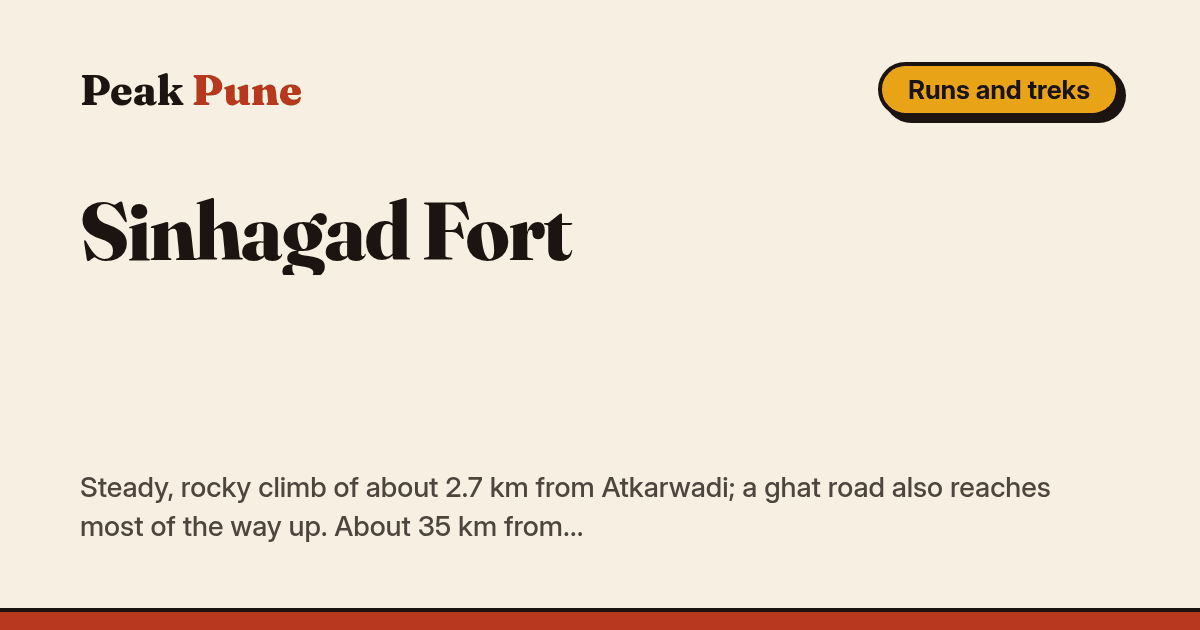 Peak Pune
Runs and treks
Sinhagad Fort
Steady, rocky climb of about 2.7 km from Atkarwadi; a ghat road also reaches
most of the way up. About 35 km from...